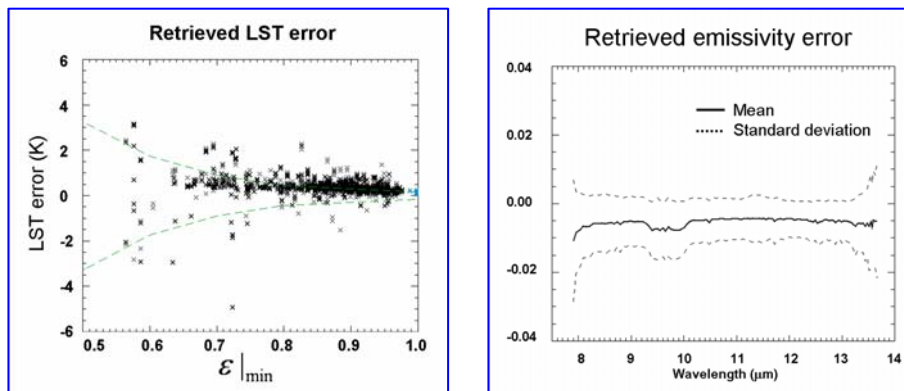 Retrieved LST error
6
4
2
0
-2
-4
-6
LST error (K)
0.5 0.6 0.7 0.8 0.9 1.0
ε|min
Retrieved emissivity error
0.04
0.02
0.00
-0.02
-0.04
Mean
Standard deviation
8 9 10 11 12 13 14
Wavelength (μm)